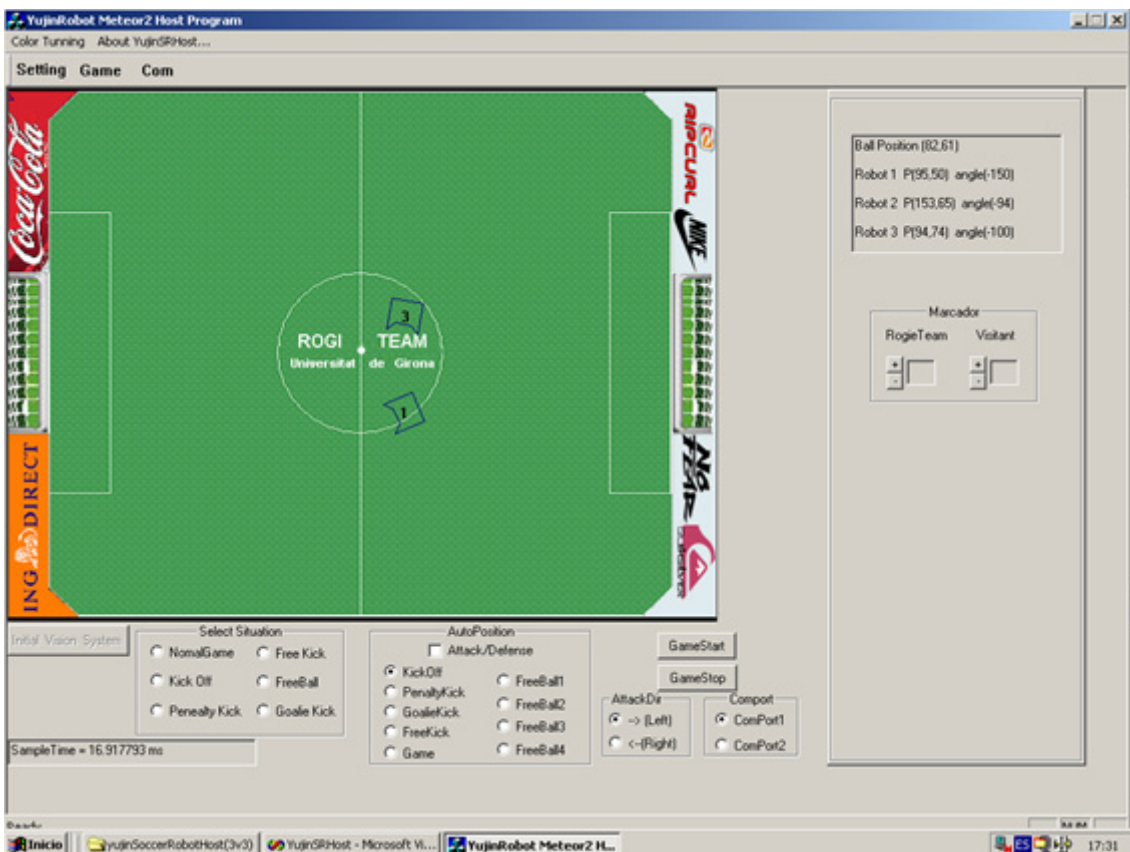 YujinRobot Meteor2 Host Program
Color Tunning About YujinSRHost...
Setting Game Com
Coca-Cola
ING DIRECT
RIPCURL
NIKE
NO FEAR
3
ROGI TEAM
Universitat de Girona
1
Ball Position (82,61)
Robot 1 P(95,50) angle(-150)
Robot 2 P(153,65) angle(-94)
Robot 3 P(94,74) angle(-100)
Marcador
RogieTeam Visitant
+ +
- -
Initial Vision System
Select Situation
NomalGame Free Kick
Kick Off FreeBall
Penealty Kick Goalie Kick
SampleTime = 16.917793 ms
AutoPosition
Attack/Defense
KickOff
PenaltyKick
GoalieKick
FreeKick
Game
FreeBall1
FreeBall2
FreeBall3
FreeBall4
GameStart
GameStop
AttackDir
-> (Left)
<-(Right)
Comport
ComPort1
ComPort2
Inicio yujinSoccerRobotHost(3v3) YujinSRHost - Microsoft Vi... YujinRobot Meteor2 H... ES 17:31